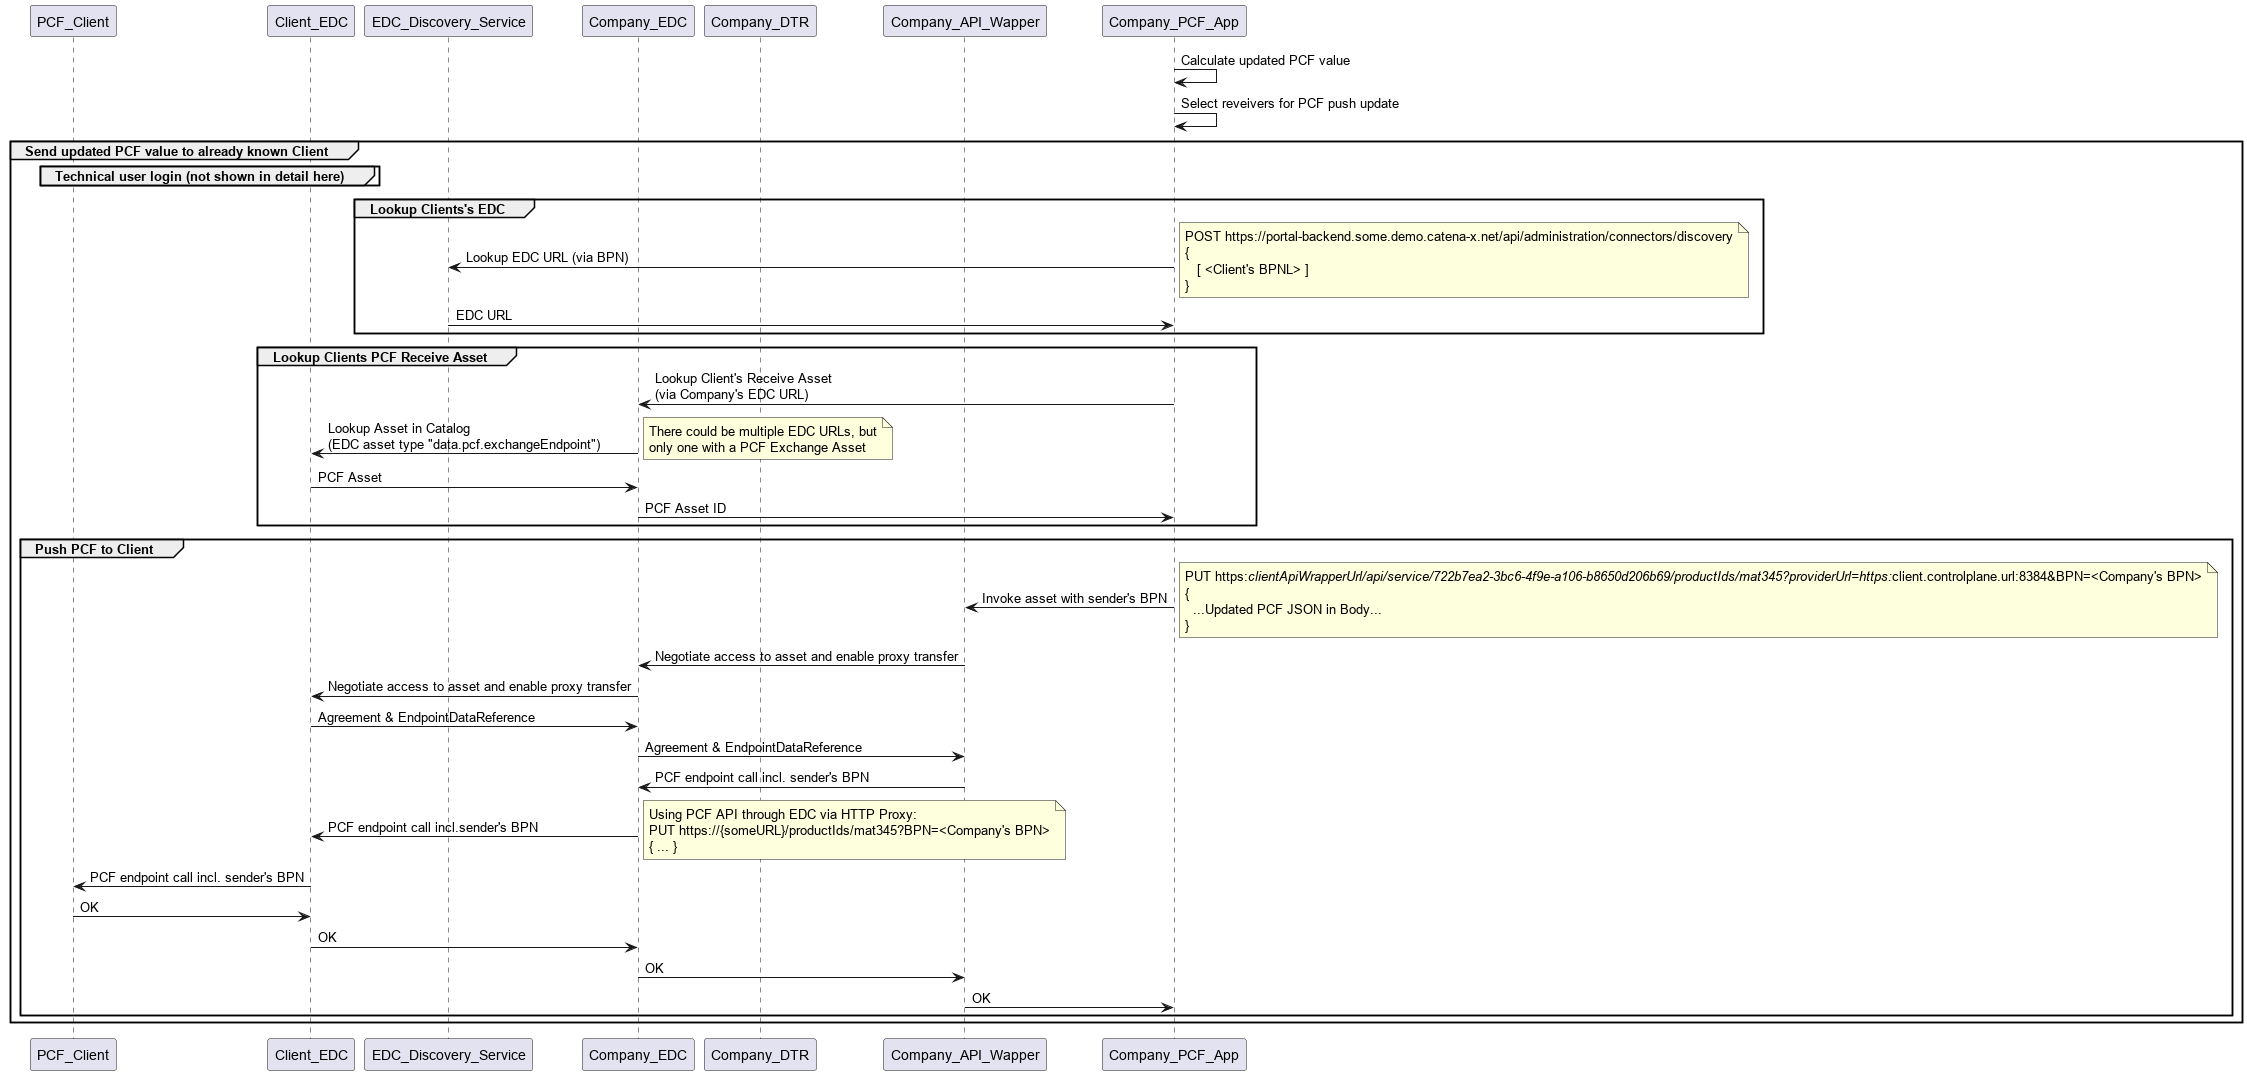 PCF_Client
Client_EDC
EDC_Discovery_Service
Company_EDC
Company_DTR
Company_API_Wapper
Company_PCF_App
Calculate updated PCF value
Select reveivers for PCF push update
Send updated PCF value to already known Client
Technical user login (not shown in detail here)
Lookup Clients's EDC
POST https://portal-backend.some.demo.catena-x.net/api/administration/connectors/discovery
{
[ <Client's BPNL> ]
}
Lookup EDC URL (via BPN)
EDC URL
Lookup Clients PCF Receive Asset
Lookup Client's Receive Asset
(via Company's EDC URL)
Lookup Asset in Catalog
(EDC asset type "data.pcf.exchangeEndpoint")
There could be multiple EDC URLs, but
only one with a PCF Exchange Asset
PCF Asset
PCF Asset ID
Push PCF to Client
PUT https:clientApiWrapperUrl/api/service/722b7ea2-3bc6-4f9e-a106-b8650d206b69/productIds/mat345?providerUrl=https:client.controlplane.url:8384&BPN=<Company's BPN>
{
...Updated PCF JSON in Body...
}
Invoke asset with sender's BPN
Negotiate access to asset and enable proxy transfer
Negotiate access to asset and enable proxy transfer
Agreement & EndpointDataReference
Agreement & EndpointDataReference
PCF endpoint call incl. sender's BPN
Using PCF API through EDC via HTTP Proxy:
PUT https://{someURL}/productIds/mat345?BPN=<Company's BPN>
{ ... }
PCF endpoint call incl.sender's BPN
PCF endpoint call incl. sender's BPN
OK
OK
OK
OK
PCF_Client
Client_EDC
EDC_Discovery_Service
Company_EDC
Company_DTR
Company_API_Wapper
Company_PCF_App